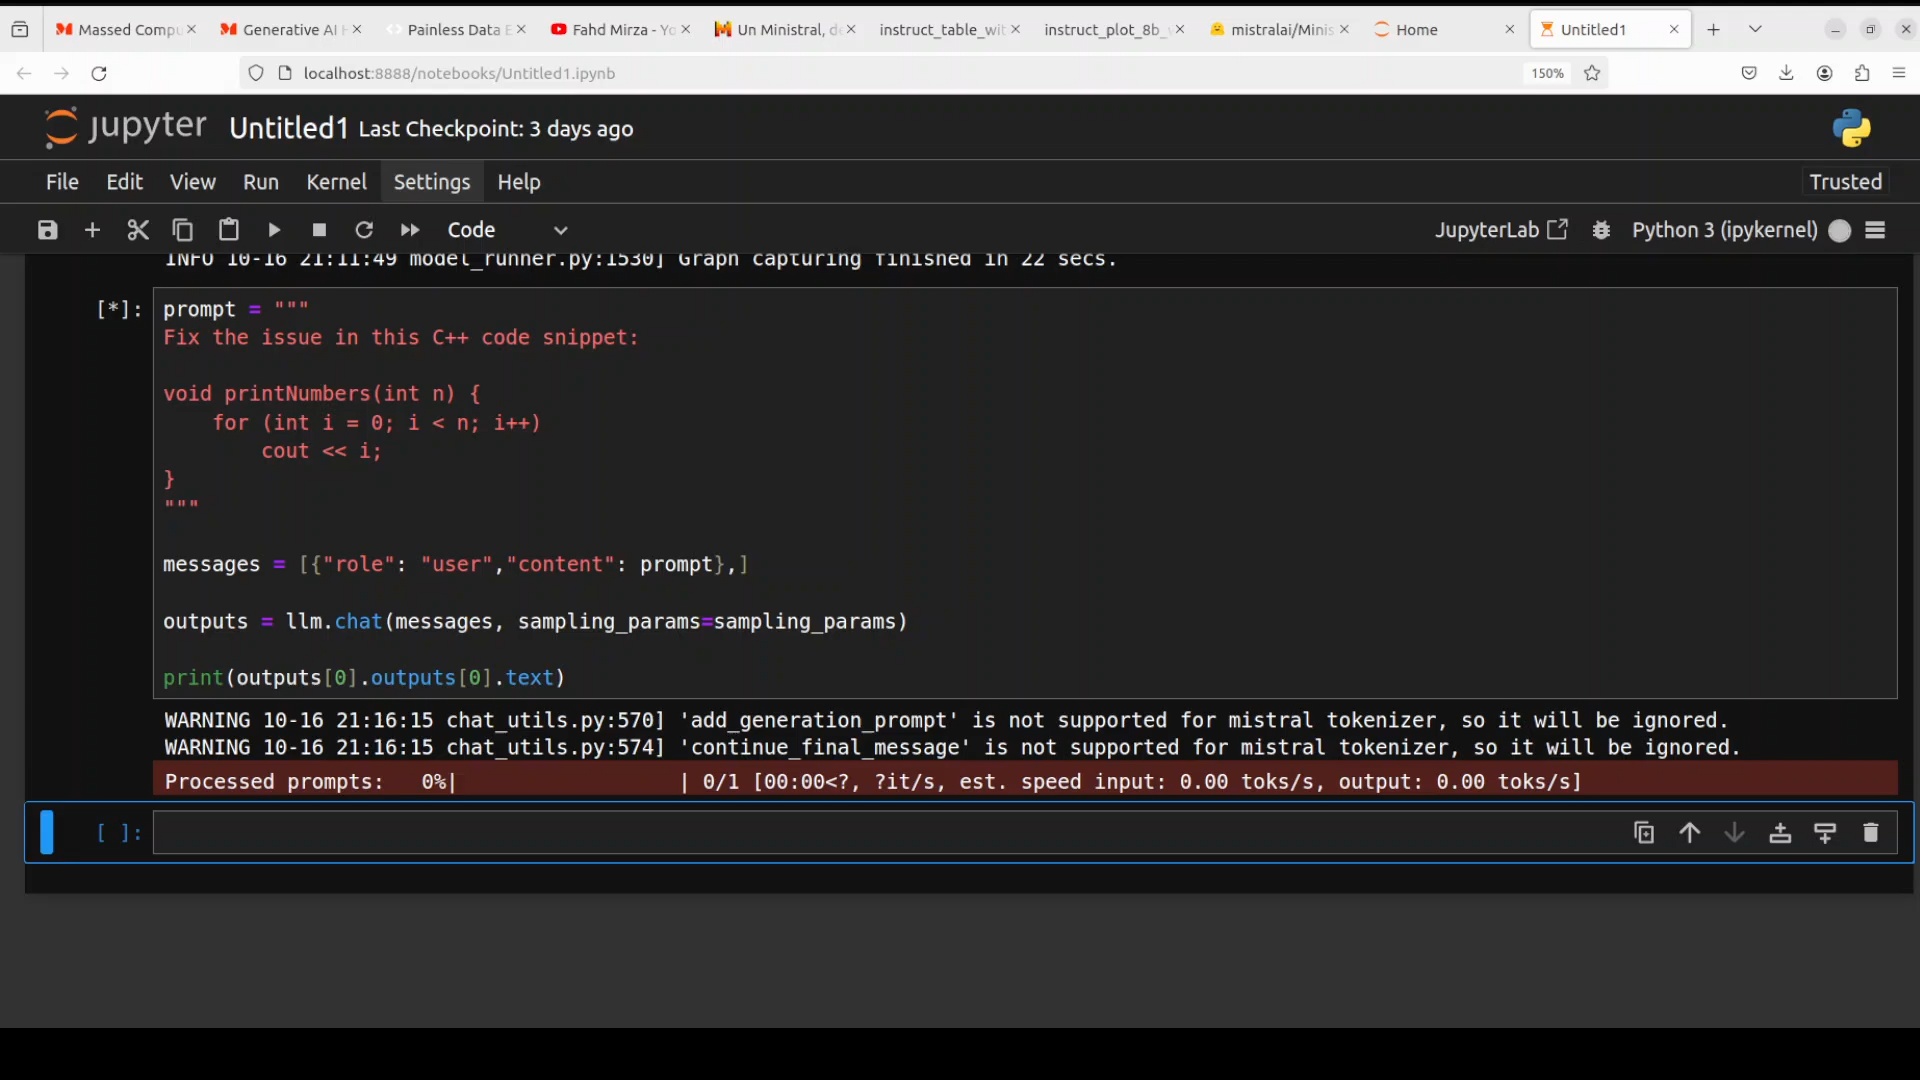 Massed Compu
Generative AI
Painless Data E
Fahd Mirza - Yo
Un Ministral, d
instruct_table_wit
instruct_plot_8b_
mistralai/Minis
Home
Untitled1
localhost:8888/notebooks/Untitled1.ipynb
150%
jupyter Untitled1 Last Checkpoint: 3 days ago
File Edit View Run Kernel Settings Help
Trusted
Code
JupyterLab
Python 3 (ipykernel)
INFO 10-16 21:11:49 model_runner.py:1530] Graph capturing finished in 22 secs.
[*]: prompt = """
Fix the issue in this C++ code snippet:
void printNumbers(int n) {
    for (int i = 0; i < n; i++)
        cout << i;
}
"""
messages = [{"role": "user","content": prompt},]
outputs = llm.chat(messages, sampling_params=sampling_params)
print(outputs[0].outputs[0].text)
WARNING 10-16 21:16:15 chat_utils.py:570] 'add_generation_prompt' is not supported for mistral tokenizer, so it will be ignored.
WARNING 10-16 21:16:15 chat_utils.py:574] 'continue_final_message' is not supported for mistral tokenizer, so it will be ignored.
Processed prompts:   0%|          | 0/1 [00:00<?, ?it/s, est. speed input: 0.00 toks/s, output: 0.00 toks/s]
[ ]: